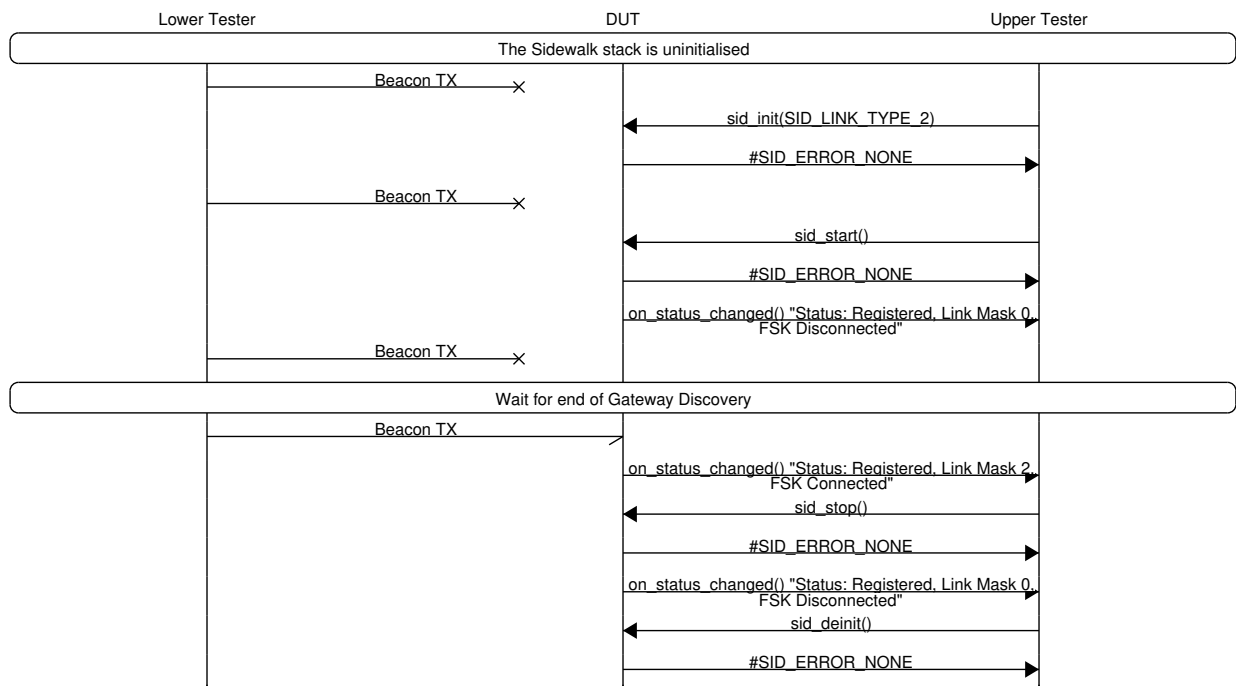 Lower Tester DUT Upper Tester
The Sidewalk stack is uninitialised
Beacon TX
sid_init(SID_LINK_TYPE_2)
#SID_ERROR_NONE
Beacon TX
sid_start()
#SID_ERROR_NONE
on_status_changed() "Status: Registered, Link Mask 0,
FSK Disconnected"
Beacon TX
Wait for end of Gateway Discovery
Beacon TX
on_status_changed() "Status: Registered, Link Mask 2,
FSK Connected"
sid_stop()
#SID_ERROR_NONE
on_status_changed() "Status: Registered, Link Mask 0,
FSK Disconnected"
sid_deinit()
#SID_ERROR_NONE